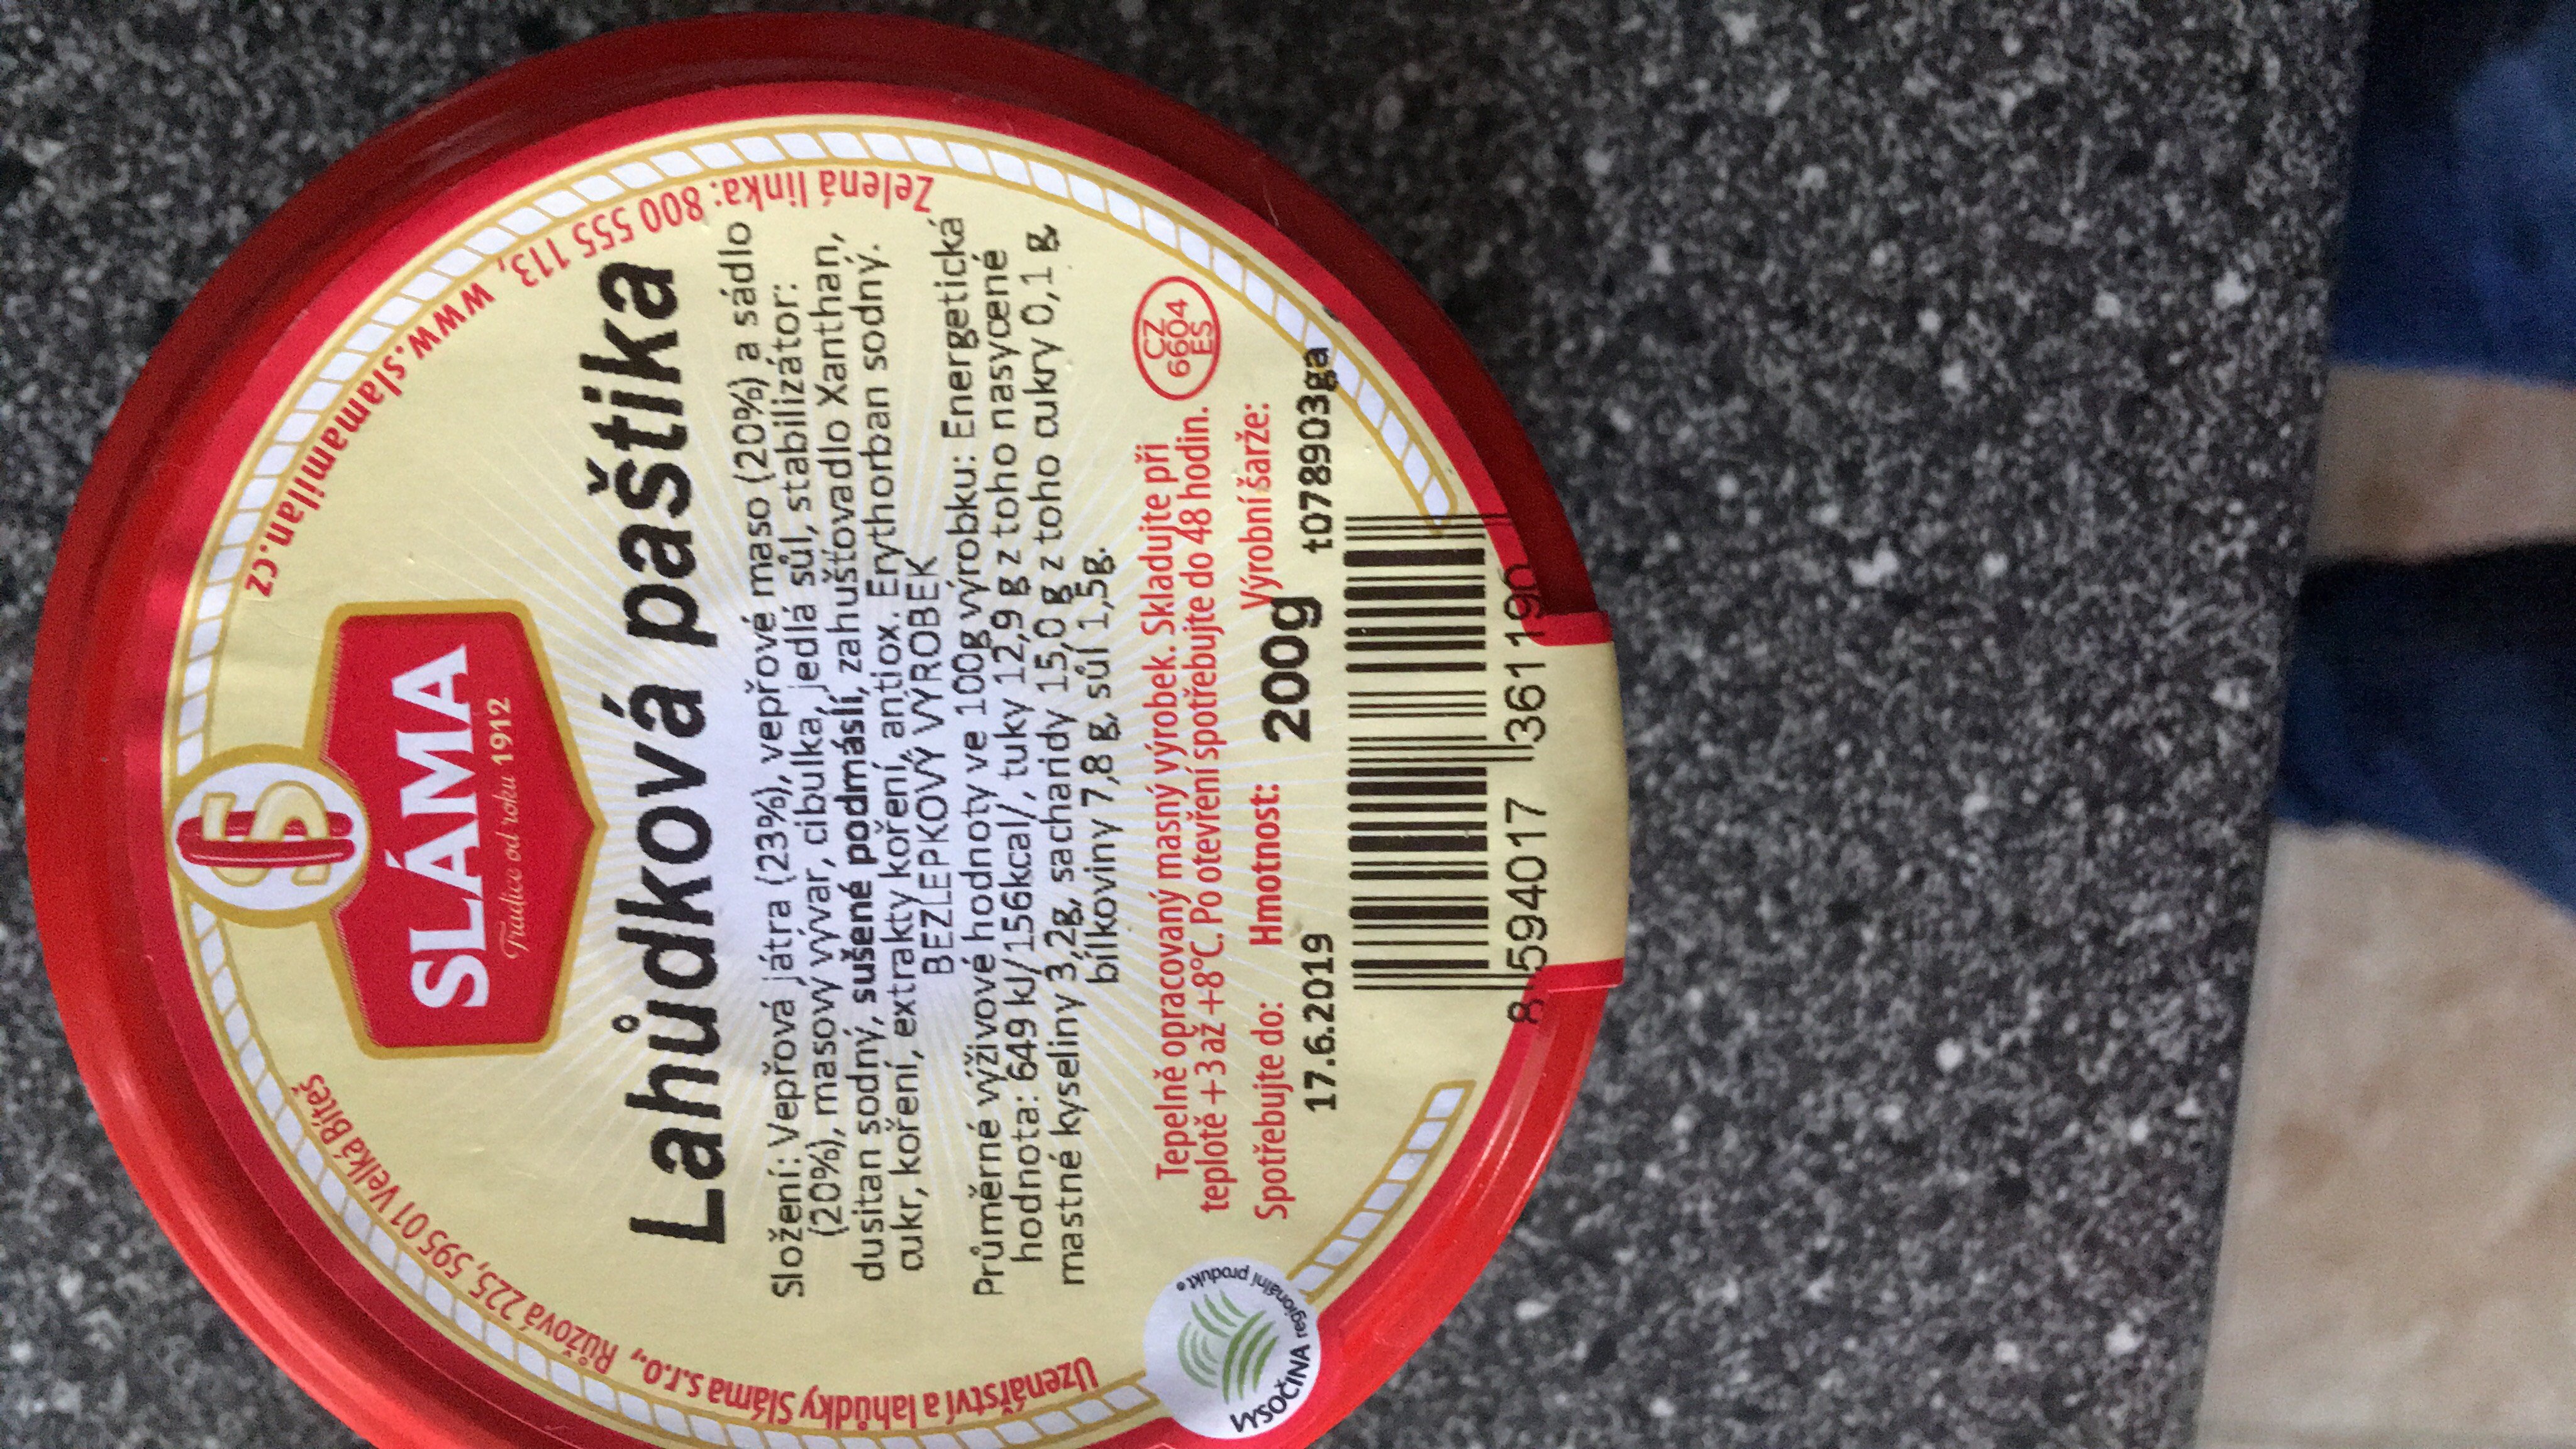 Uzenářství a lahůdky Sláma s.r.o., Růžová 225, 595 01 Velká Bíteš
www.slamamilan.cz
Zelená linka: 800 555 113,
SLÁMA
Tradice od roku 1912
Lahůdková paštika
Složení: Vepřová játra (23%), vepřové maso (20%) a sádlo
(20%), masový vývar, cibulka, jedlá sůl, stabilizátor:
dusitan sodný, sušené podmáslí, zahušťovadlo Xanthan,
cukr, koření, extrakty koření, antiox. Erythorban sodný.
BEZLEPKOVÝ VÝROBEK
Průměrné výživové hodnoty ve 100g výrobku: Energetická
hodnota: 649 kJ/156kcal/, tuky 12,9 g z toho nasycené
mastné kyseliny 3,2g, sacharidy 15,0 g z toho cukry 0,1 g,
bílkoviny 7,8 g, sůl 1,5g.
Tepelně opracovaný masný výrobek. Skladujte při
teplotě +3 až +8°C. Po otevření spotřebujte do 48 hodin.
CZ
6604
ES
Spotřebujte do: Hmotnost: 200g Výrobní šarže:
17.6.2019 t078903ga
8 594017 361190
VYSOČINA regionální produkt®